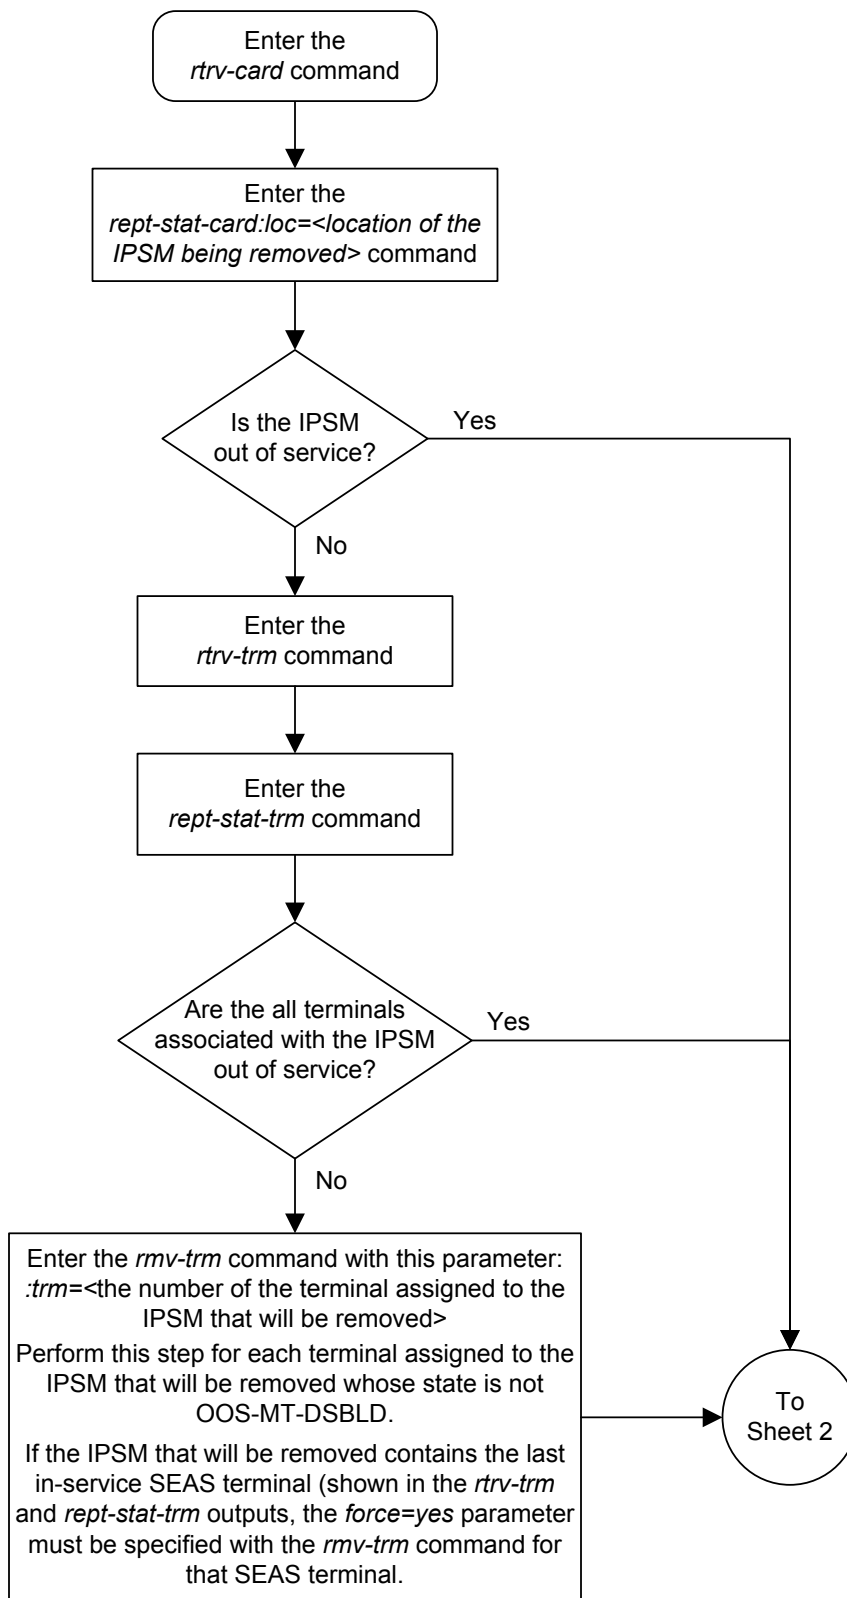 Enter the
rtrv-card command
Enter the
rept-stat-card:loc=<location of the
IPSM being removed> command
Is the IPSM
out of service?
Yes
No
Enter the
rtrv-trm command
Enter the
rept-stat-trm command
Are the all terminals
associated with the IPSM
out of service?
Yes
No
Enter the rmv-trm command with this parameter:
:trm=<the number of the terminal assigned to the
IPSM that will be removed>
Perform this step for each terminal assigned to the
IPSM that will be removed whose state is not
OOS-MT-DSBLD.
If the IPSM that will be removed contains the last
in-service SEAS terminal (shown in the rtrv-trm
and rept-stat-trm outputs, the force=yes parameter
must be specified with the rmv-trm command for
that SEAS terminal.
To
Sheet 2